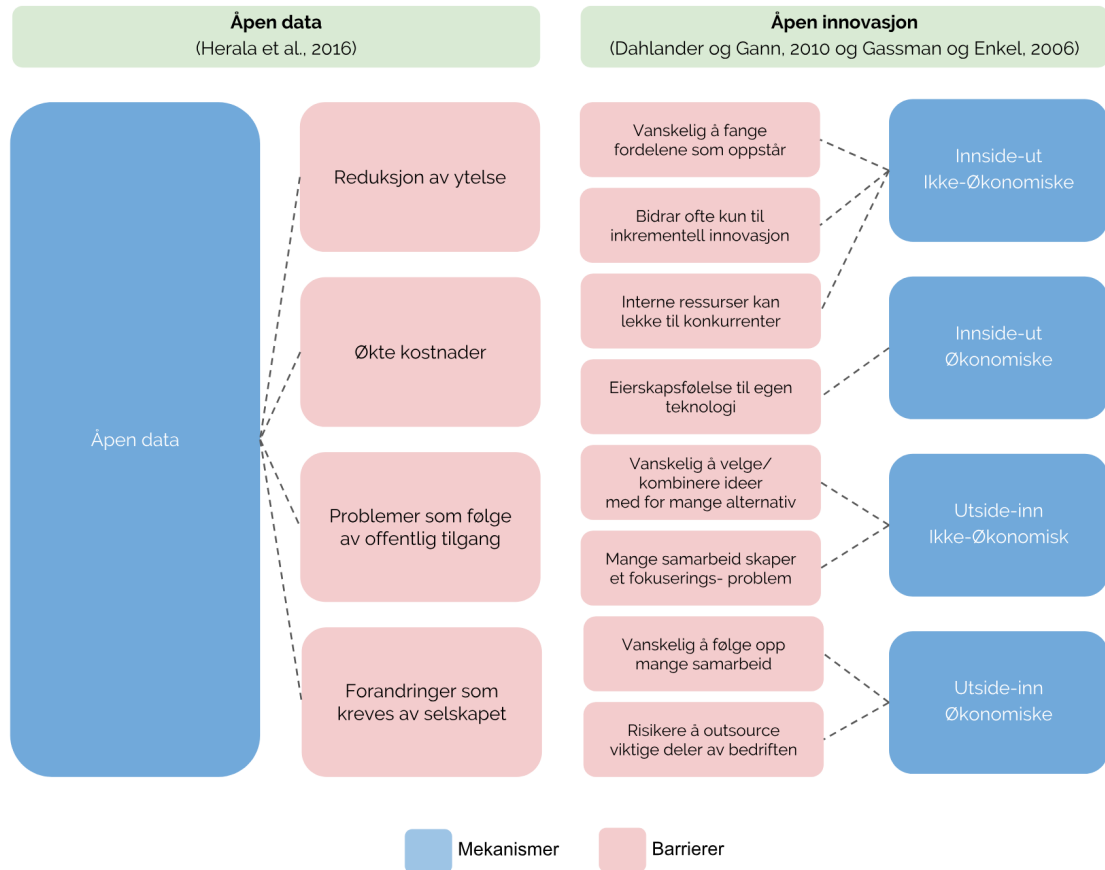 Åpen data
(Herala et al., 2016)
Åpen data
Reduksjon av ytelse
Økte kostnader
Problemer som følge
av offentlig tilgang
Forandringer som
kreves av selskapet
Åpen innovasjon
(Dahlander og Gann, 2010 og Gassman og Enkel, 2006)
Vanskelig å fange
fordelene som oppstår
Bidrar ofte kun til
inkrementell innovasjon
Interne ressurser kan
lekke til konkurrenter
Eierskapsfølelse til egen
teknologi
Vanskelig å velge/
kombinere ideer
med for mange alternativ
Mange samarbeid skaper
et fokuserings- problem
Vanskelig å følge opp
mange samarbeid
Risikere å outsource
viktige deler av bedriften
Innside-ut
Ikke-Økonomiske
Innside-ut
Økonomiske
Utside-inn
Ikke-Økonomisk
Utside-inn
Økonomiske
Mekanismer
Barrierer